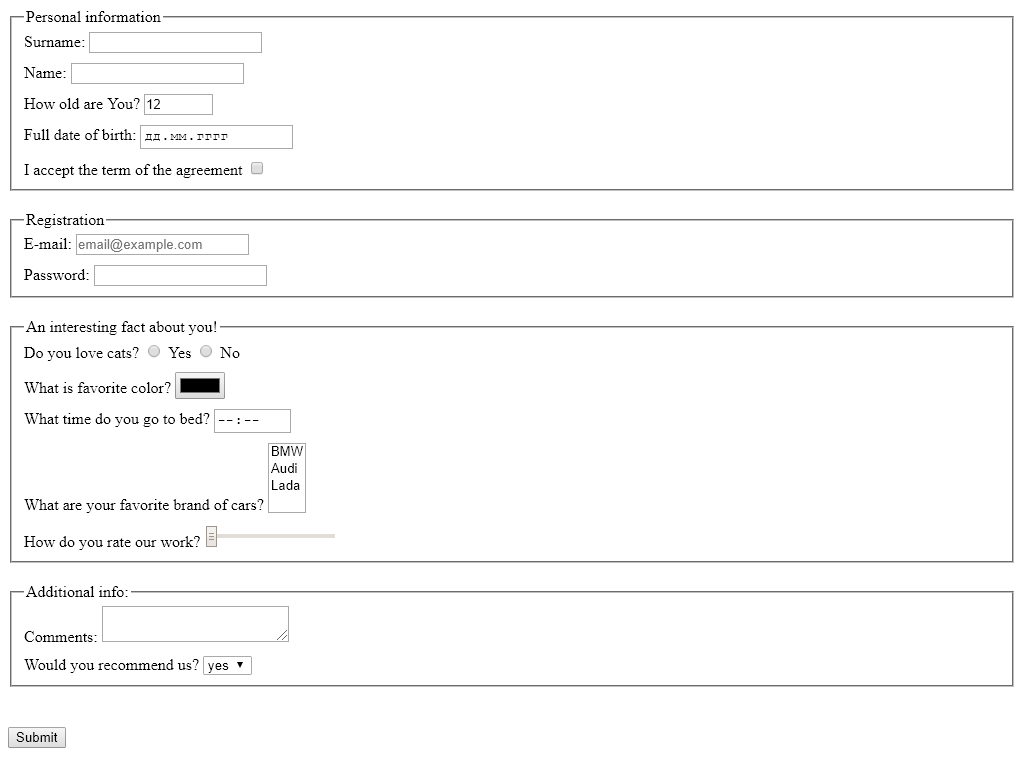 Personal information
Surname:
Name:
How old are You? 12
Full date of birth: дд.мм.гггг
I accept the term of the agreement
Registration
E-mail: email@example.com
Password:
An interesting fact about you!
Do you love cats? Yes No
What is favorite color?
What time do you go to bed? --:--
BMW
Audi
Lada
What are your favorite brand of cars?
How do you rate our work?
Additional info:
Comments:
Would you recommend us? yes
Submit